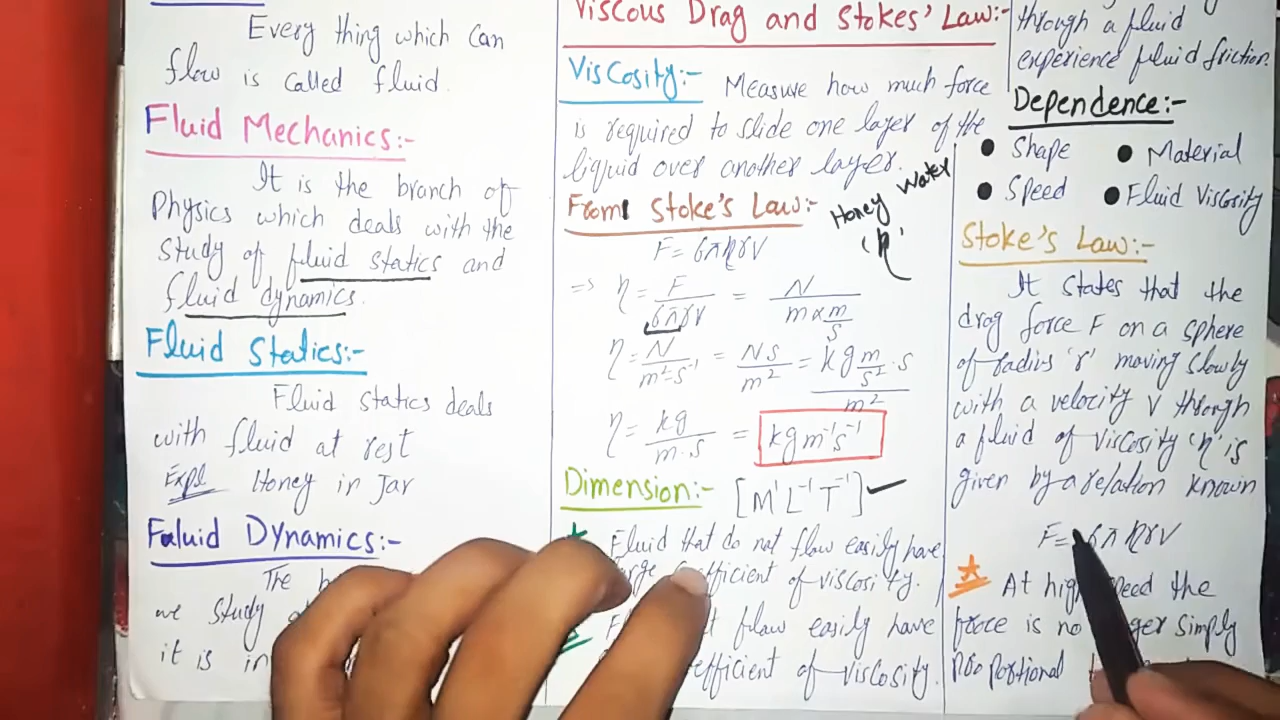 Every thing which can
flow is called fluid.
Fluid Mechanics:-
It is the branch of
Physics which deals with the
study of fluid statics and
fluid dynamics.
Fluid Statics:-
Fluid statics deals
with fluid at rest
Expl Honey in Jar
Faluid Dynamics:-
The
we study
it is in
Viscous Drag and Stokes' Law:-
Viscosity:- Measure how much force
is required to slide one layer of the
liquid over another layer.
Honey Water
'η'
From Stoke's Law:-
F = 6πηrv
⇒ η = F/6πrv = N/m×m/s
η = N/m²s⁻¹ = Ns/m² = kg m/s² · s/m²
η = kg/m·s = kg m⁻¹s⁻¹
Dimension:- [M¹L⁻¹T⁻¹]
Fluid that do not flow easily have
coefficient of viscosity.
flow easily have
coefficient of viscosity.
through a fluid
experience fluid friction.
Dependence:-
• Shape • Material
• Speed • Fluid Viscosity
Stoke's Law:-
It states that the
drag force F on a sphere
of radius 'r' moving slowly
with a velocity v through
a fluid of viscosity 'η' is
given by a relation known
F = 6πηrv
At high speed the
force is no longer simply
proportional